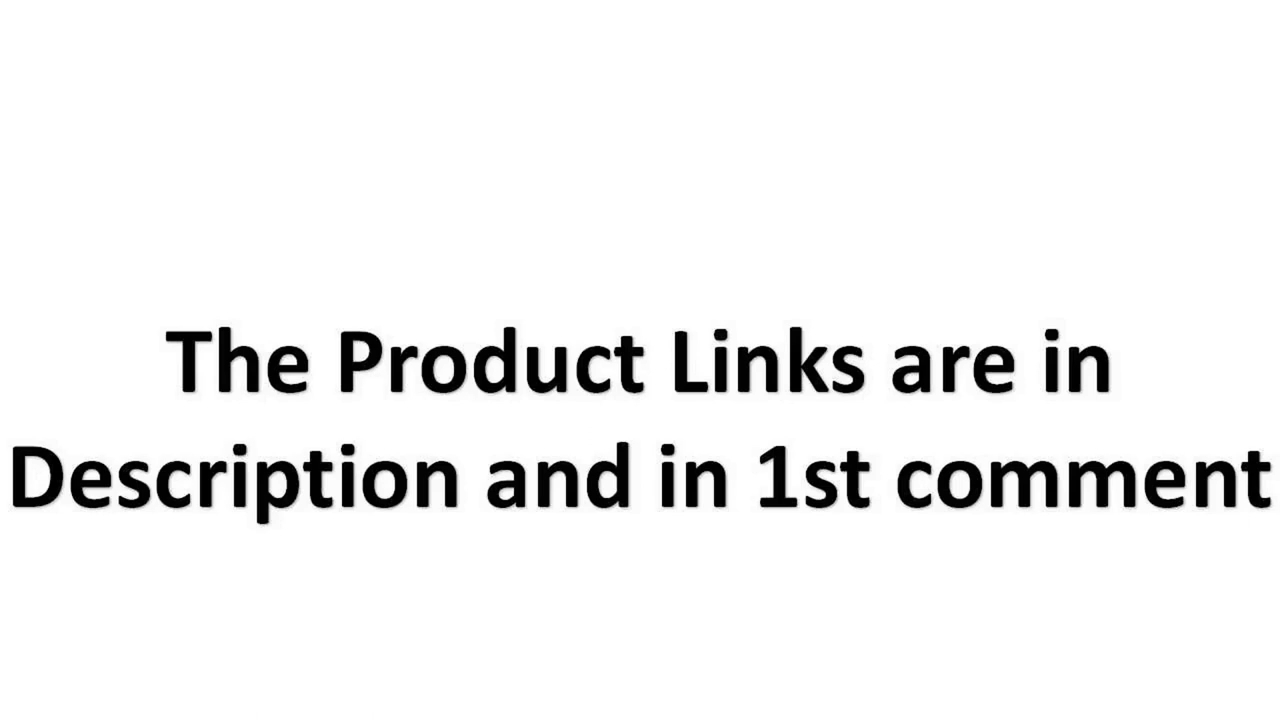 The Product Links are in
Description and in 1st comment